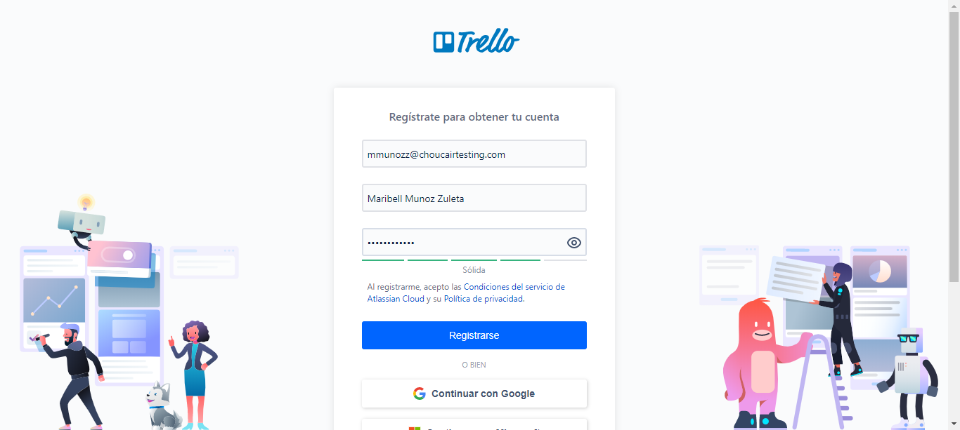 Trello
Regístrate para obtener tu cuenta
mmunozz@choucairtesting.com
Maribell Munoz Zuleta
••••••••••••
Sólida
Al registrarme, acepto las Condiciones del servicio de
Atlassian Cloud y su Política de privacidad.
Registrarse
O BIEN
Continuar con Google